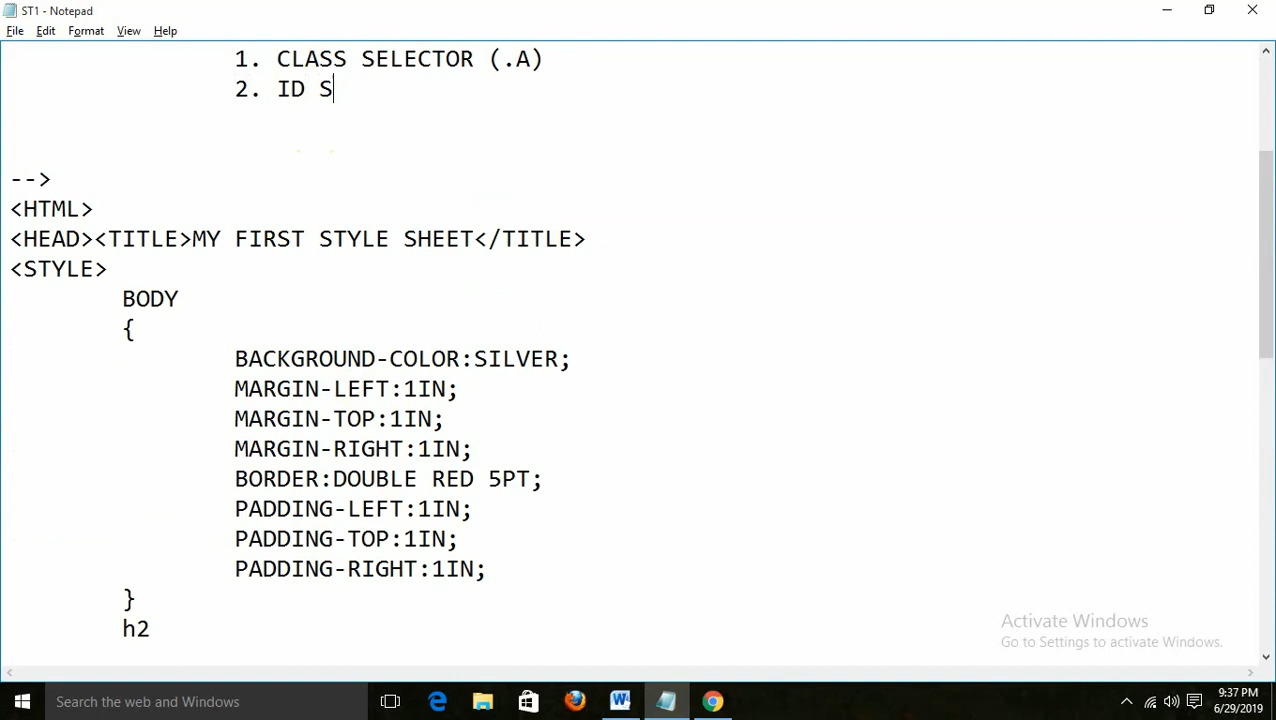 ST1 - Notepad
File Edit Format View Help
1. CLASS SELECTOR (.A)
2. ID S
-->
<HTML>
<HEAD><TITLE>MY FIRST STYLE SHEET</TITLE>
<STYLE>
BODY
{
BACKGROUND-COLOR:SILVER;
MARGIN-LEFT:1IN;
MARGIN-TOP:1IN;
MARGIN-RIGHT:1IN;
BORDER:DOUBLE RED 5PT;
PADDING-LEFT:1IN;
PADDING-TOP:1IN;
PADDING-RIGHT:1IN;
}
h2
Activate Windows
Go to Settings to activate Windows.
Search the web and Windows
9:37 PM
6/29/2019